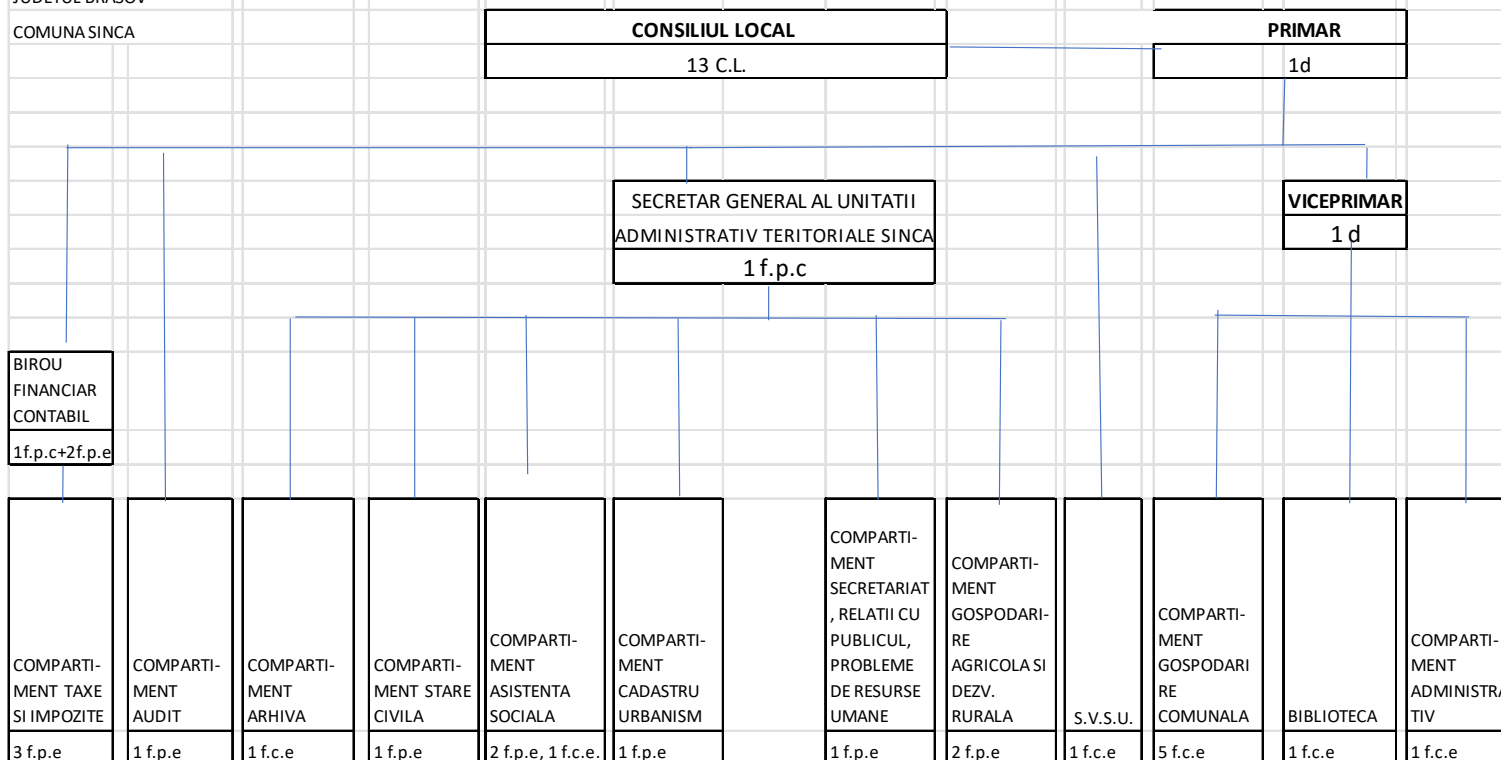 JUDETUL BRASOV
COMUNA SINCA
CONSILIUL LOCAL
13 C.L.
PRIMAR
1d
SECRETAR GENERAL AL UNITATII
ADMINISTRATIV TERITORIALE SINCA
1 f.p.c
VICEPRIMAR
1 d
BIROU
FINANCIAR
CONTABIL
1f.p.c+2f.p.e
COMPARTI-
MENT TAXE
SI IMPOZITE
3 f.p.e
COMPARTI-
MENT
AUDIT
1 f.p.e
COMPARTI-
MENT
ARHIVA
1 f.c.e
COMPARTI-
MENT STARE
CIVILA
1 f.p.e
COMPARTI-
MENT
ASISTENTA
SOCIALA
2 f.p.e, 1 f.c.e.
COMPARTI-
MENT
CADASTRU
URBANISM
1 f.p.e
COMPARTI-
MENT
SECRETARIAT
, RELATII CU
PUBLICUL,
PROBLEME
DE RESURSE
UMANE
1 f.p.e
COMPARTI-
MENT
GOSPODARI-
RE
AGRICOLA SI
DEZV.
RURALA
2 f.p.e
S.V.S.U.
1 f.c.e
COMPARTI-
MENT
GOSPODARI
RE
COMUNALA
5 f.c.e
BIBLIOTECA
1 f.c.e
COMPARTI-
MENT
ADMINISTRA
TIV
1 f.c.e